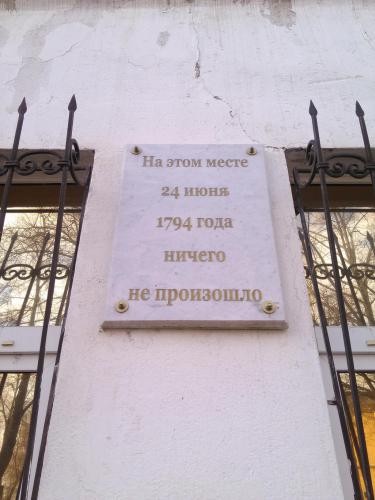 На этом месте
24 июня
1794 года
ничего
не произошло